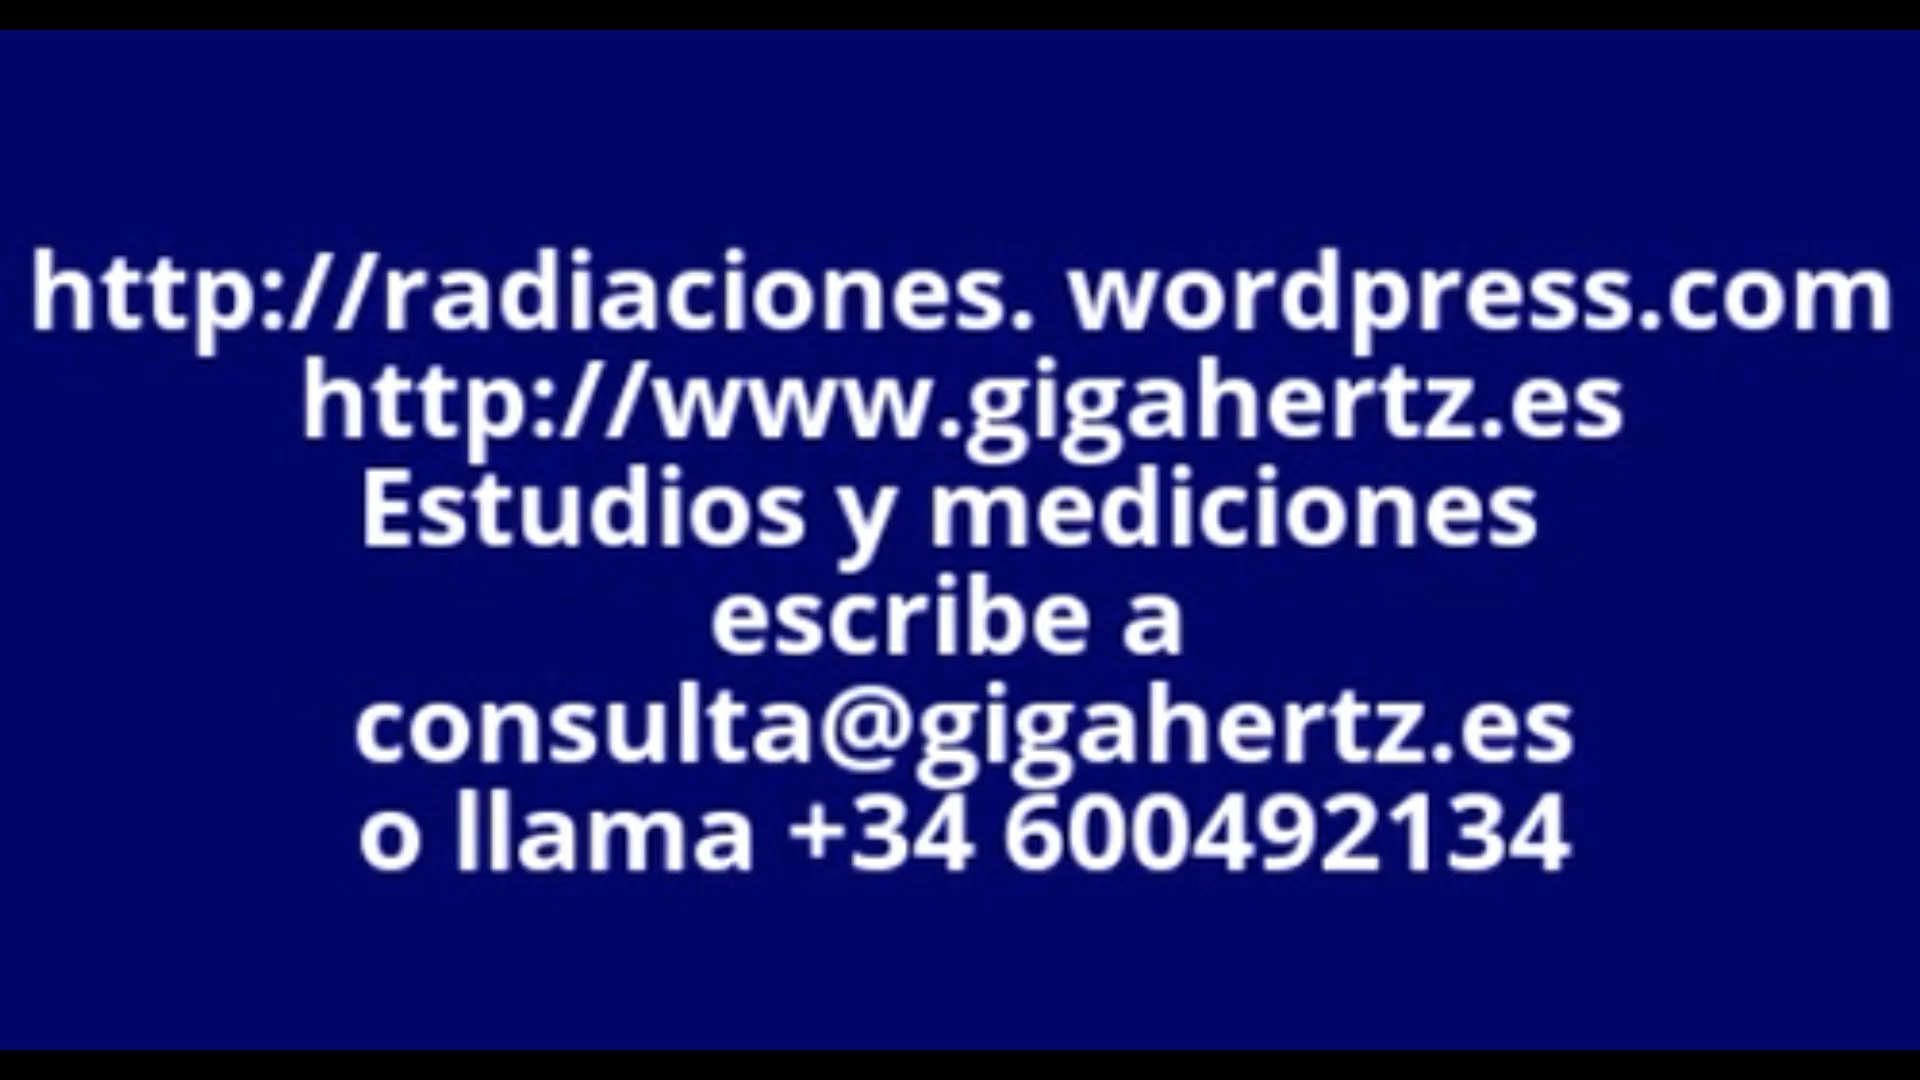 http://radiaciones. wordpress.com
http://www.gigahertz.es
Estudios y mediciones
escribe a
consulta@gigahertz.es
o llama +34 600492134